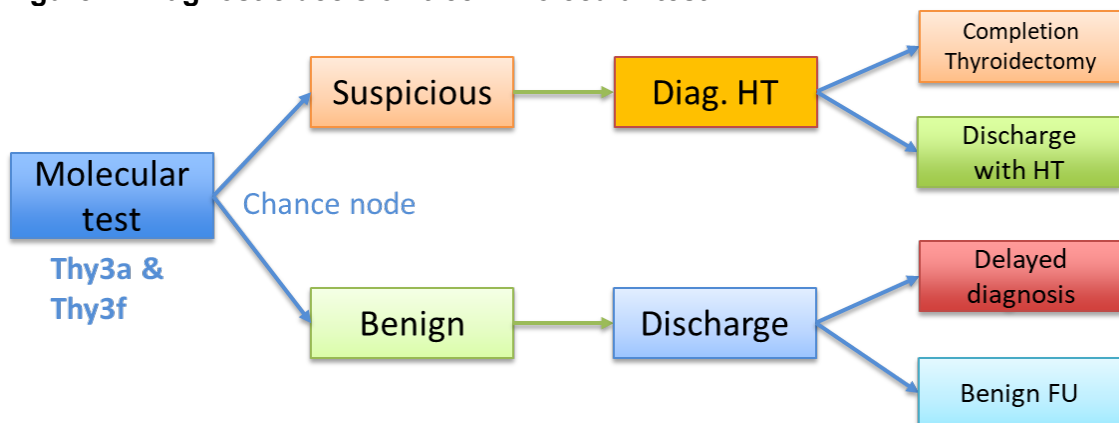 Completion
Thyroidectomy
Suspicious
Diag. HT
Discharge
with HT
Molecular
test
Chance node
Thy3a &
Thy3f
Delayed
diagnosis
Benign
Discharge
Benign FU